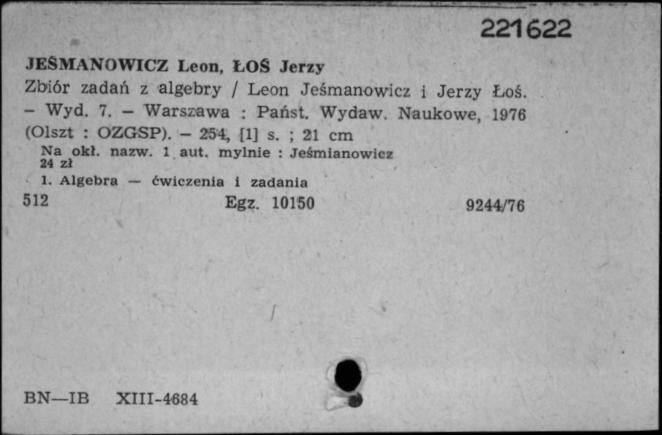 221622
JEŚMANOWICZ Leon, ŁOŚ Jerzy
Zbiór zadań z algebry / Leon Jeśmanowicz i Jerzy Łoś.
— Wyd. 7. — Warszawa : Państ. Wydaw. Naukowe, 1976
(Olszt : OZGSP). — 254, [1] s. ; 21 cm
Na okł. nazw. 1 aut. mylnie : Jeśmianowicz
24 zł
1. Algebra — ćwiczenia i zadania
512 Egz. 10150 9244/76
BN—IB XIII-4684